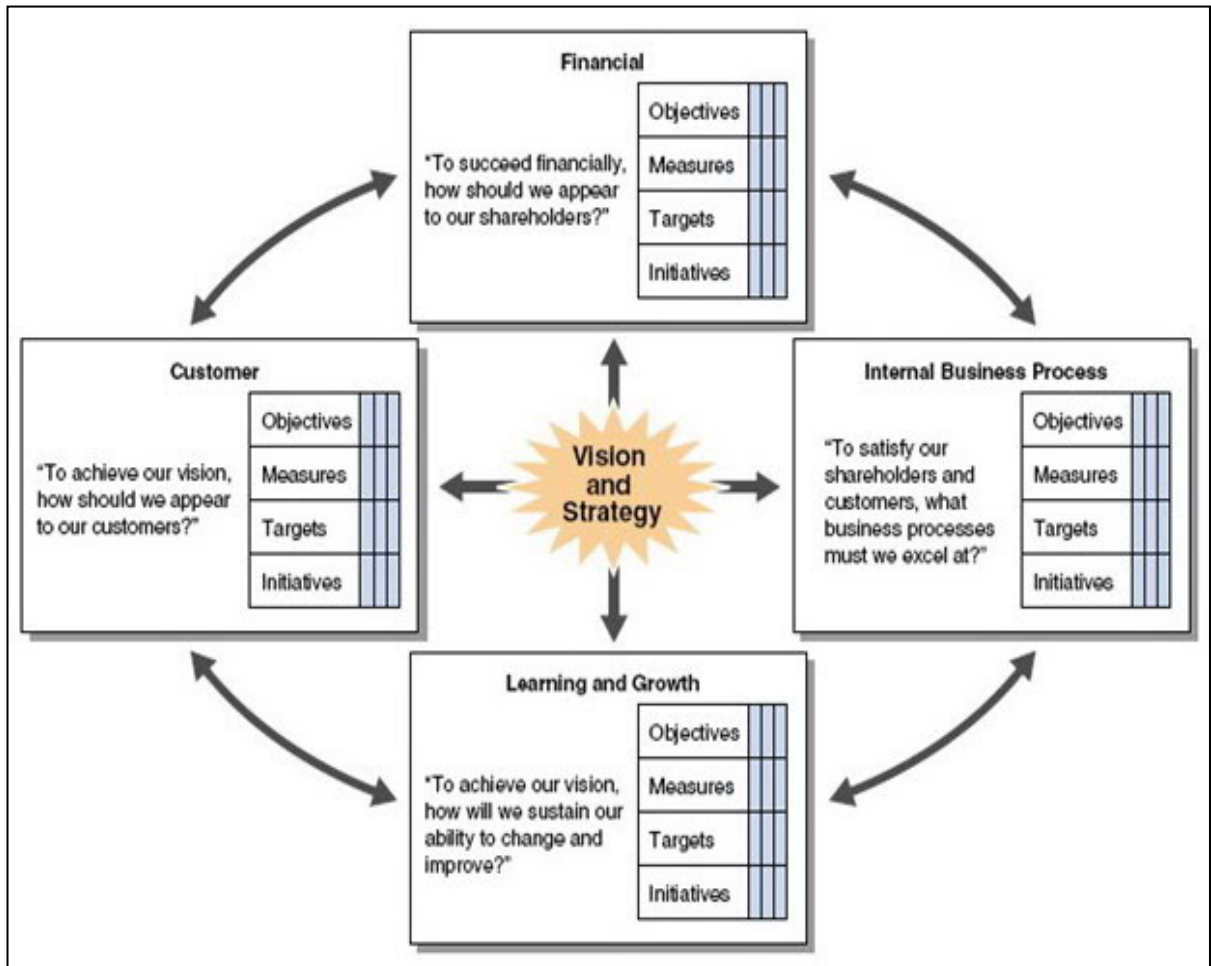 Financial
"To succeed financially,
how should we appear
to our shareholders?"
Objectives
Measures
Targets
Initiatives
Customer
"To achieve our vision,
how should we appear
to our customers?"
Objectives
Measures
Targets
Initiatives
Vision
and
Strategy
Internal Business Process
"To satisfy our
shareholders and
customers, what
business processes
must we excel at?"
Objectives
Measures
Targets
Initiatives
Learning and Growth
"To achieve our vision,
how will we sustain our
ability to change and
improve?"
Objectives
Measures
Targets
Initiatives